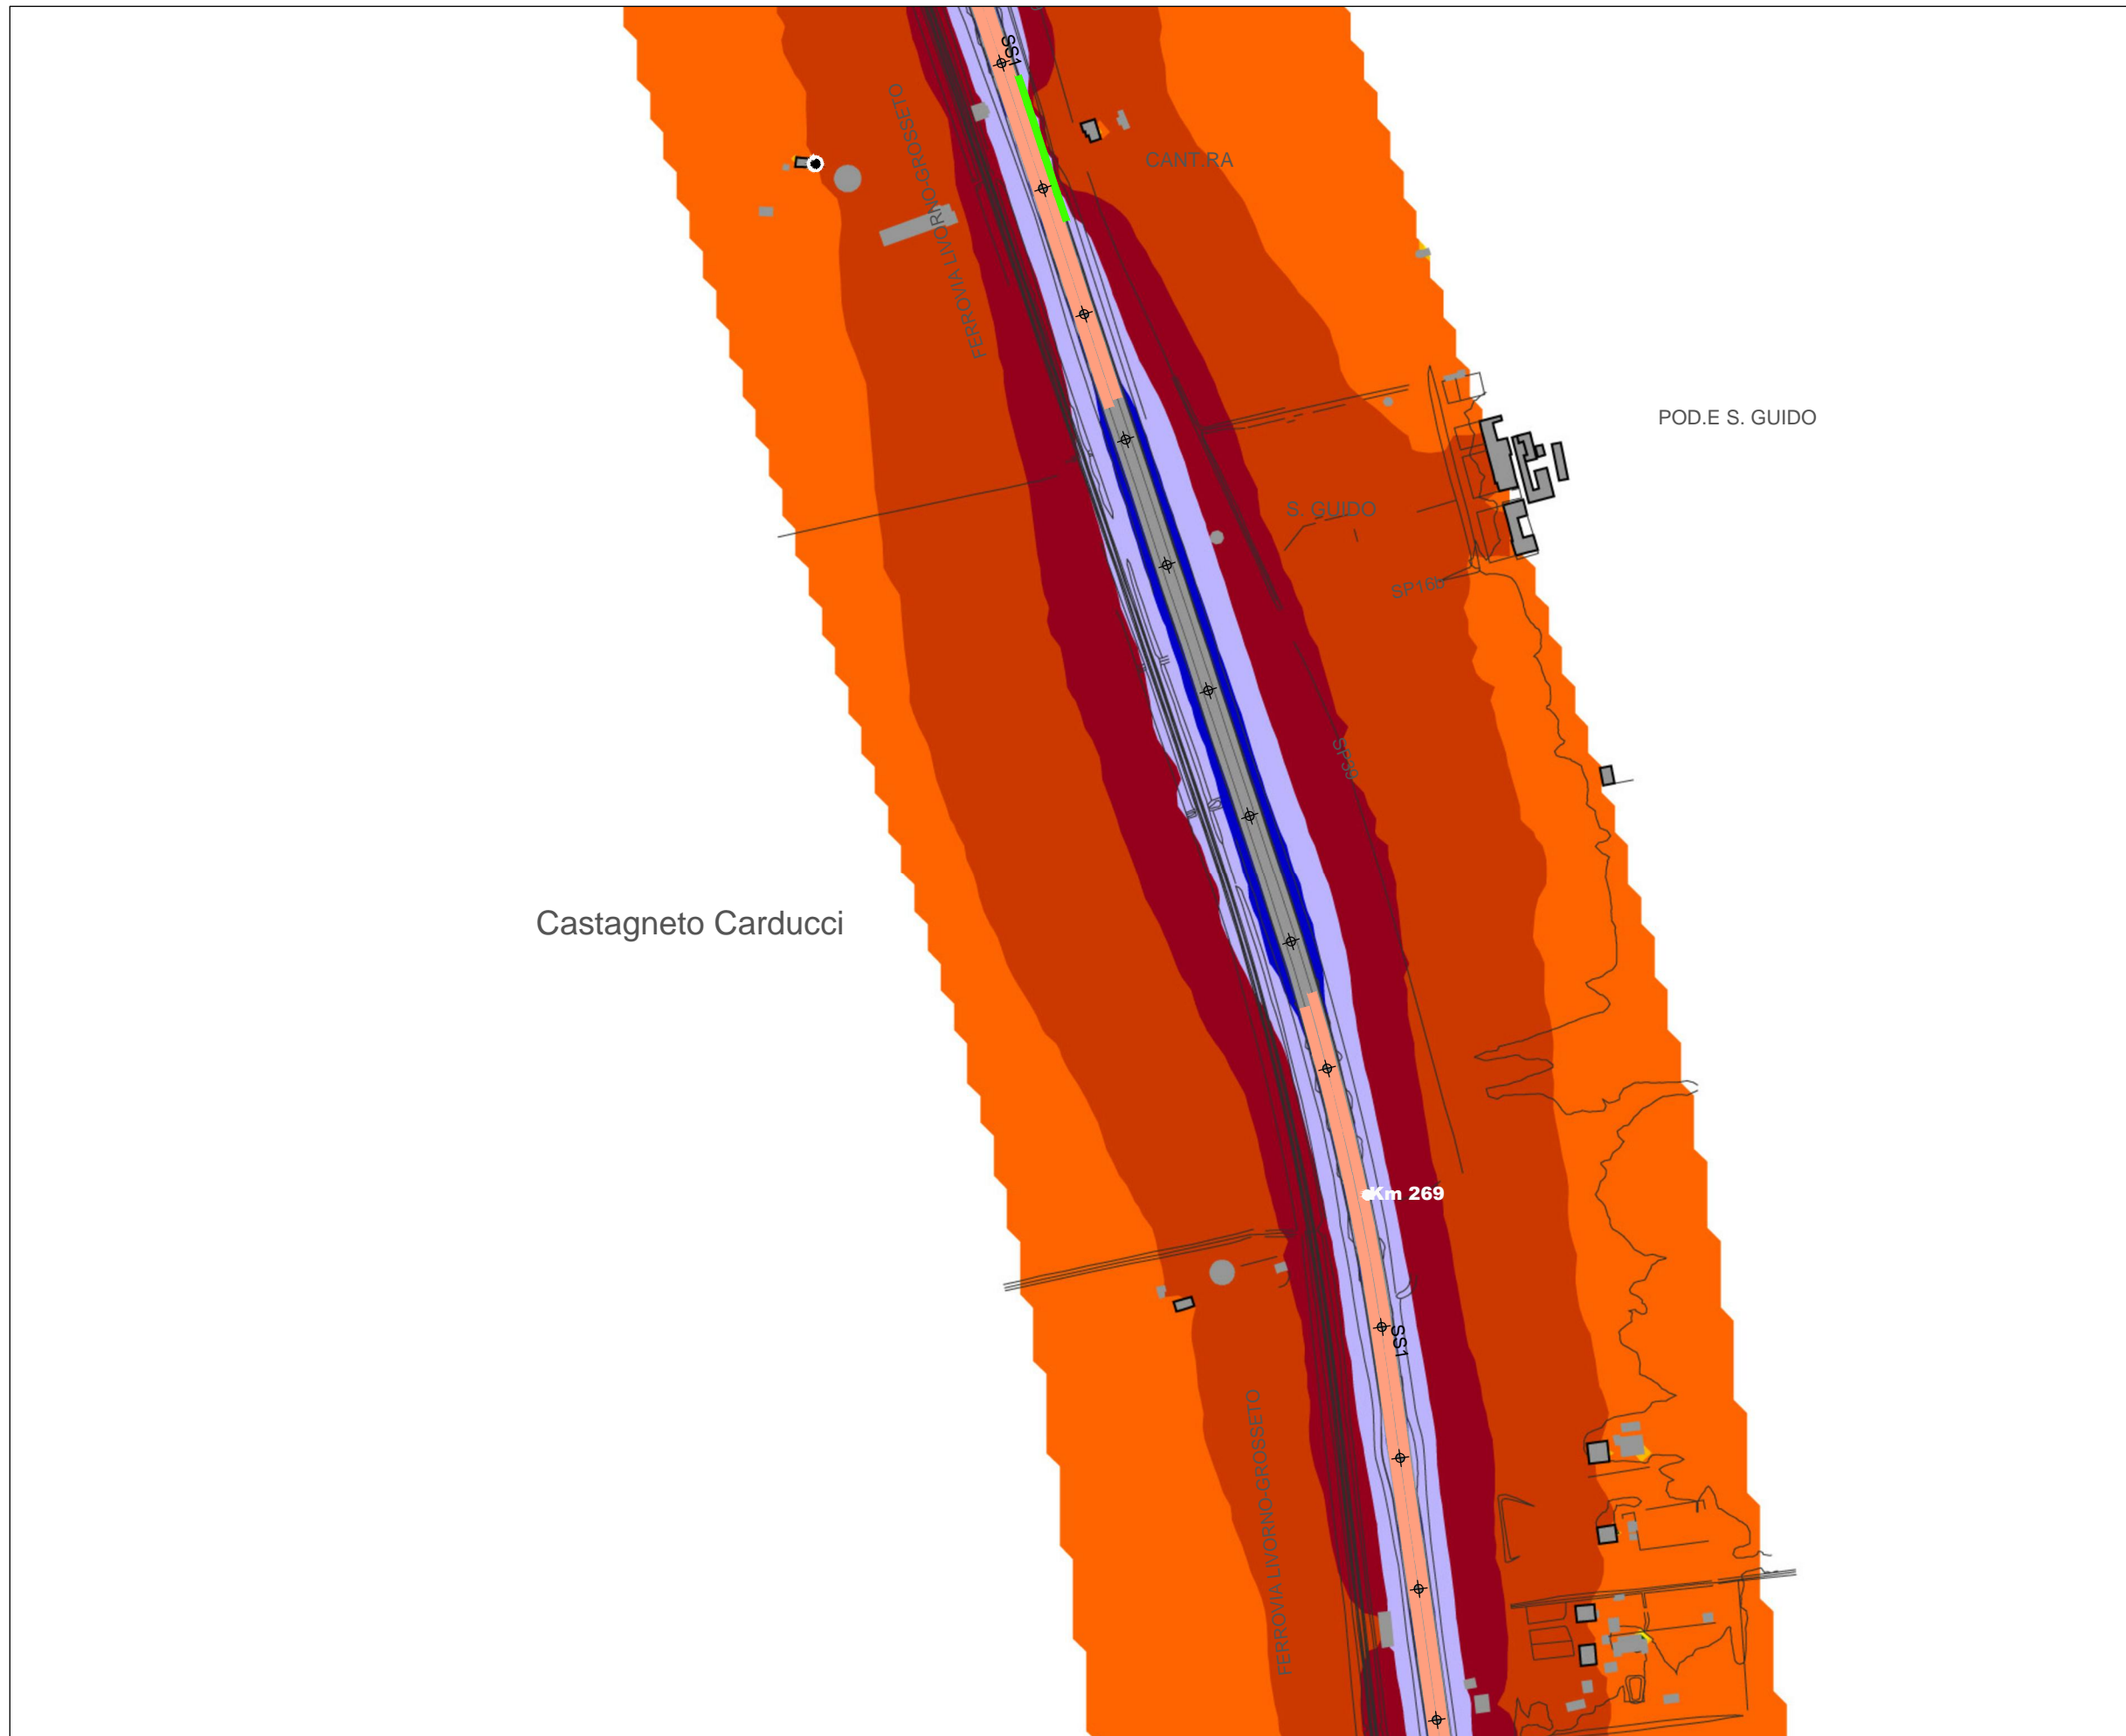 SS1
FERROVIA LIVORNO-GROSSETO
CANT.RA
POD.E S. GUIDO
S. GUIDO
SP16b
SP39
Castagneto Carducci
Km 269
SS1
FERROVIA LIVORNO-GROSSETO